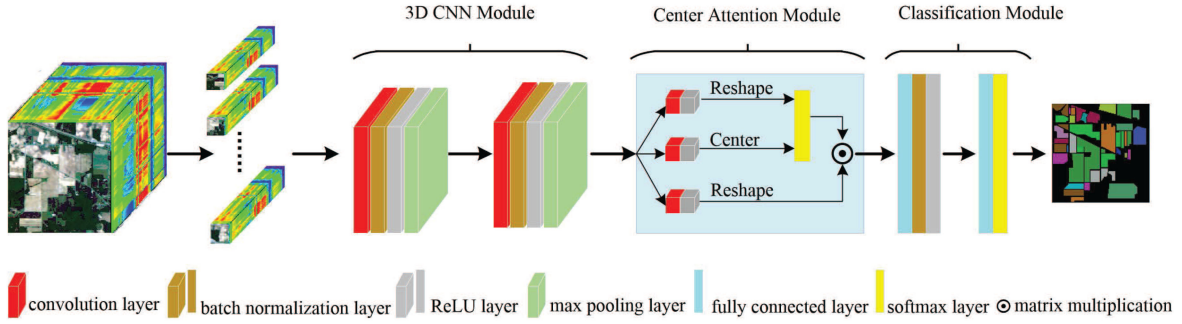 3D CNN Module
Center Attention Module
Classification Module
Reshape
Center
Reshape
convolution layer
batch normalization layer
ReLU layer
max pooling layer
fully connected layer
softmax layer
matrix multiplication